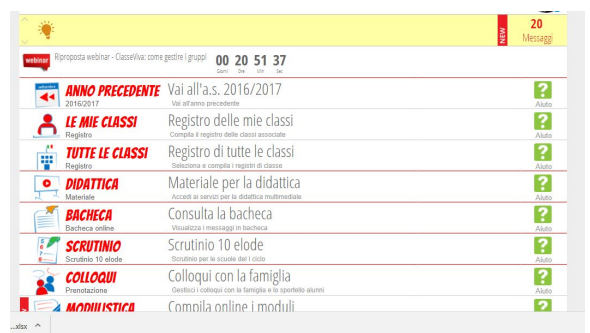 NEW
20
Messaggi
webinar
Riproposta webinar - ClasseViva: come gestire i gruppi
00 20 51 37
Giorni Ore Min Sec
ANNO PRECEDENTE
2016/2017
Vai all'a.s. 2016/2017
Vai all'anno precedente
Aiuto
LE MIE CLASSI
Registro
Registro delle mie classi
Compila il registro delle classi associate
Aiuto
TUTTE LE CLASSI
Registro
Registro di tutte le classi
Seleziona e compila i registri di classe
Aiuto
DIDATTICA
Materiale
Materiale per la didattica
Accedi ai servizi per la didattica multimediale
Aiuto
BACHECA
Bacheca online
Consulta la bacheca
Visualizza i messaggi in bacheca
Aiuto
SCRUTINIO
Scrutinio 10 elode
Scrutinio 10 elode
Scrutinio per le scuole del I ciclo
Aiuto
COLLOQUI
Prenotazione
Colloqui con la famiglia
Gestisci i colloqui con la famiglia e lo sportello alunni
Aiuto
MODULISTICA
Compila online i moduli
...xlsx